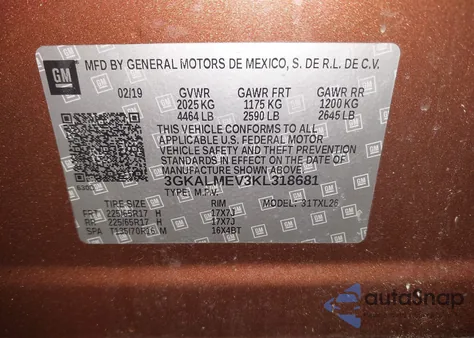 GM MFD BY GENERAL MOTORS DE MEXICO, S. DE R.L. DE C.V.
02/19 GVWR GAWR FRT GAWR RR
2025 KG 1175 KG 1200 KG
4464 LB 2590 LB 2645 LB
THIS VEHICLE CONFORMS TO ALL
APPLICABLE U.S. FEDERAL MOTOR
VEHICLE SAFETY AND THEFT
PREVENTION STANDARDS IN EFFECT ON
THE DATE OF MANUFACTURE SHOWN ABOVE.
3GKALMEV3KL318681
TYPE: M.P.V. MODEL: 31TXL26
TIRE SIZE RIM
FRT 225/65R17 H 17X7J
RR 225/65R17 H 17X7J
SPA T135/70R16 M 16X4BT
autoSnap